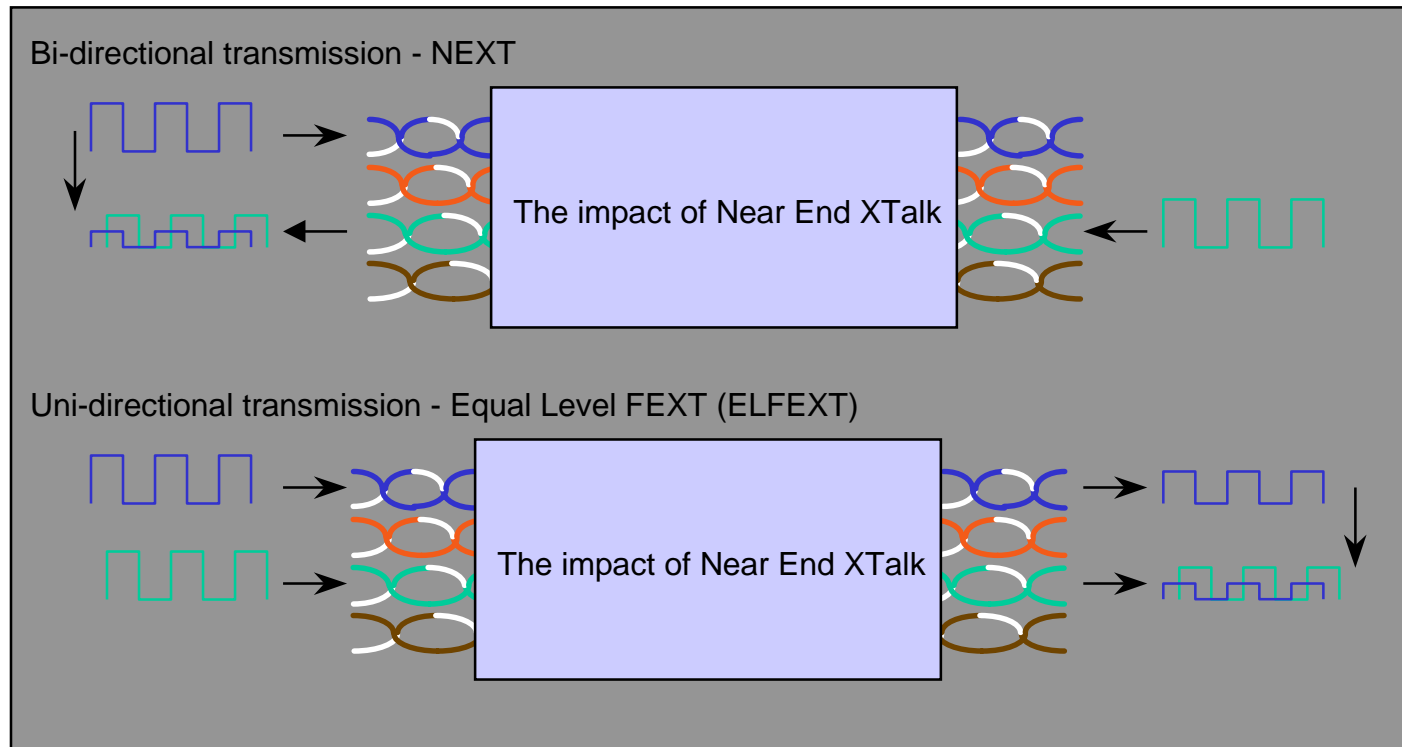 Bi-directional transmission - NEXT
The impact of Near End XTalk
Uni-directional transmission - Equal Level FEXT (ELFEXT)
The impact of Near End XTalk